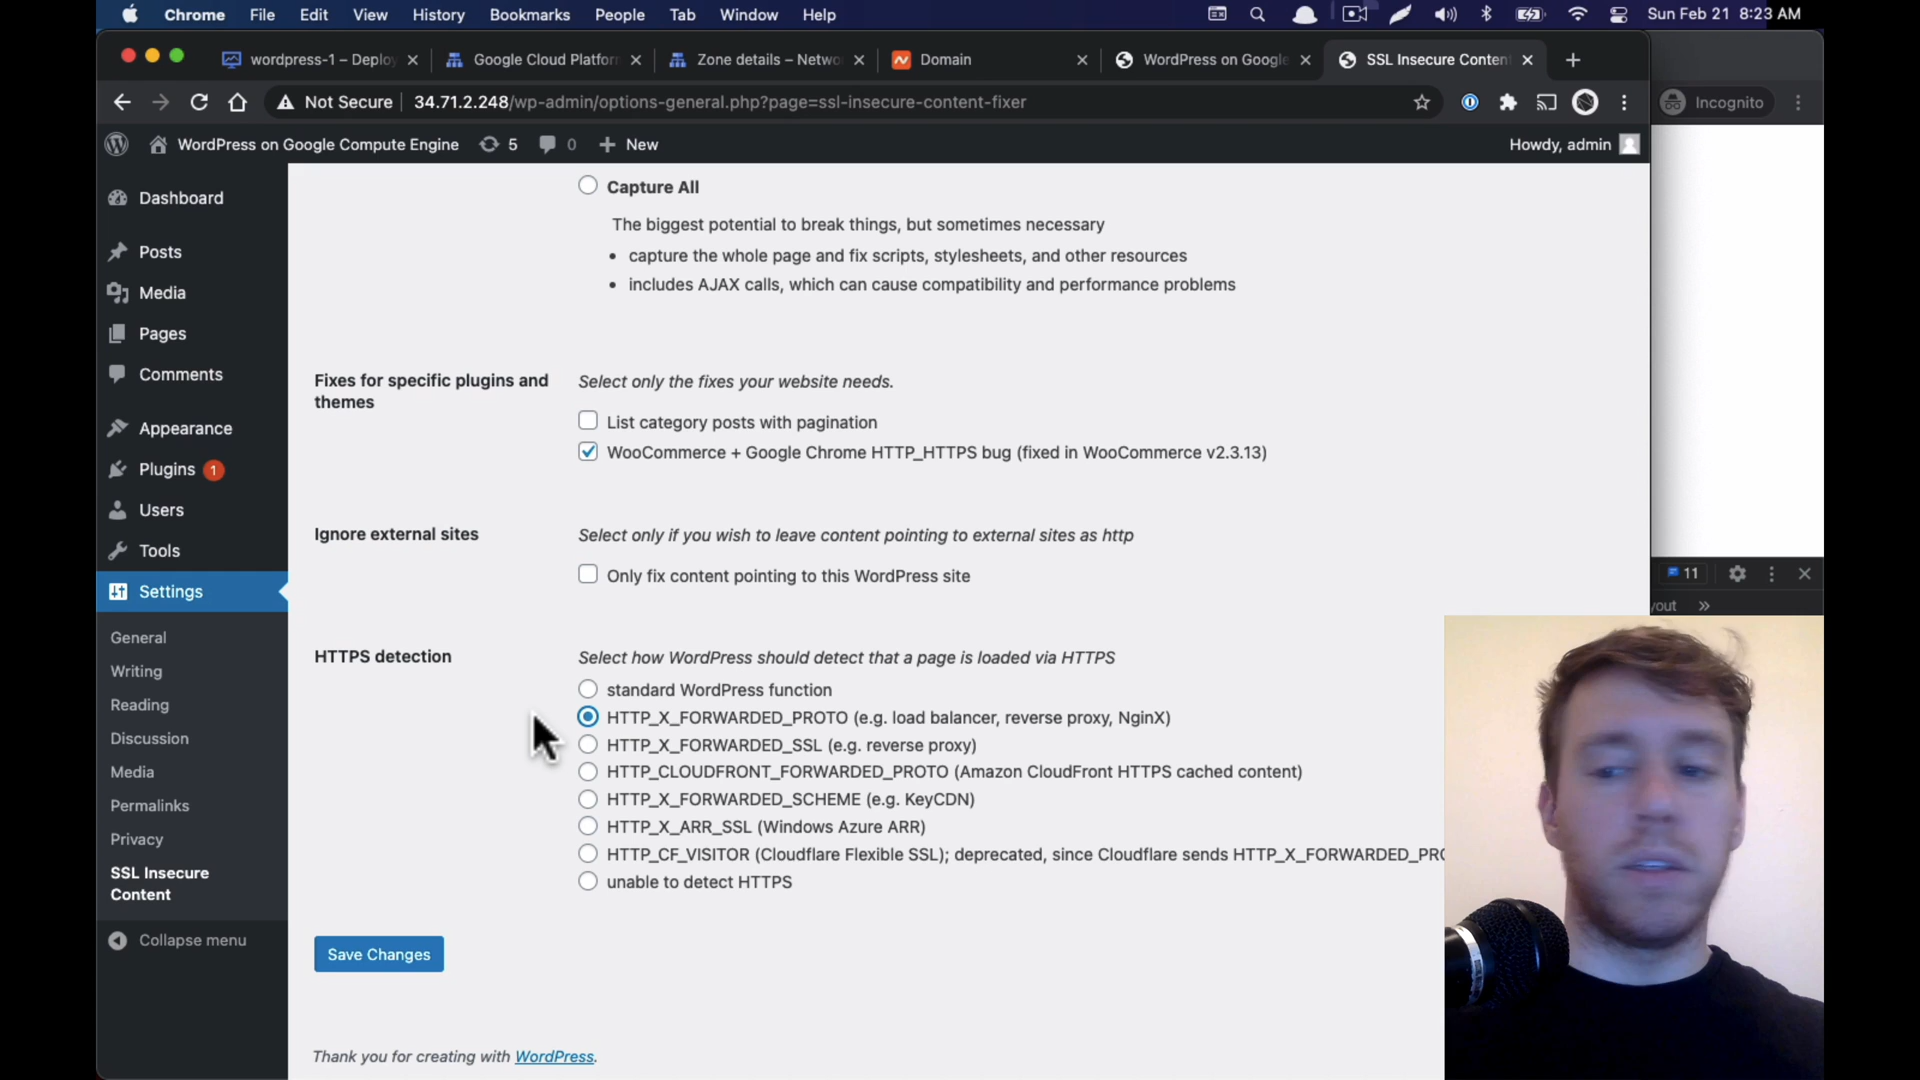 Chrome File Edit View History Bookmarks People Tab Window Help Sun Feb 21 8:23 AM
wordpress-1 – Deploy Google Cloud Platfor Zone details – Netwo Domain WordPress on Google SSL Insecure Conten
Not Secure 34.71.2.248/wp-admin/options-general.php?page=ssl-insecure-content-fixer Incognito
WordPress on Google Compute Engine 5 0 New Howdy, admin
Dashboard
Posts
Media
Pages
Comments
Appearance
Plugins 1
Users
Tools
Settings
General
Writing
Reading
Discussion
Media
Permalinks
Privacy
SSL Insecure
Content
Collapse menu
Capture All
The biggest potential to break things, but sometimes necessary
• capture the whole page and fix scripts, stylesheets, and other resources
• includes AJAX calls, which can cause compatibility and performance problems
Fixes for specific plugins and
themes
Select only the fixes your website needs.
List category posts with pagination
WooCommerce + Google Chrome HTTP_HTTPS bug (fixed in WooCommerce v2.3.13)
Ignore external sites
Select only if you wish to leave content pointing to external sites as http
Only fix content pointing to this WordPress site
HTTPS detection
Select how WordPress should detect that a page is loaded via HTTPS
standard WordPress function
HTTP_X_FORWARDED_PROTO (e.g. load balancer, reverse proxy, NginX)
HTTP_X_FORWARDED_SSL (e.g. reverse proxy)
HTTP_CLOUDFRONT_FORWARDED_PROTO (Amazon CloudFront HTTPS cached content)
HTTP_X_FORWARDED_SCHEME (e.g. KeyCDN)
HTTP_X_ARR_SSL (Windows Azure ARR)
HTTP_CF_VISITOR (Cloudflare Flexible SSL); deprecated, since Cloudflare sends HTTP_X_FORWARDED_PRO
unable to detect HTTPS
Save Changes
Thank you for creating with WordPress.
11
yout »